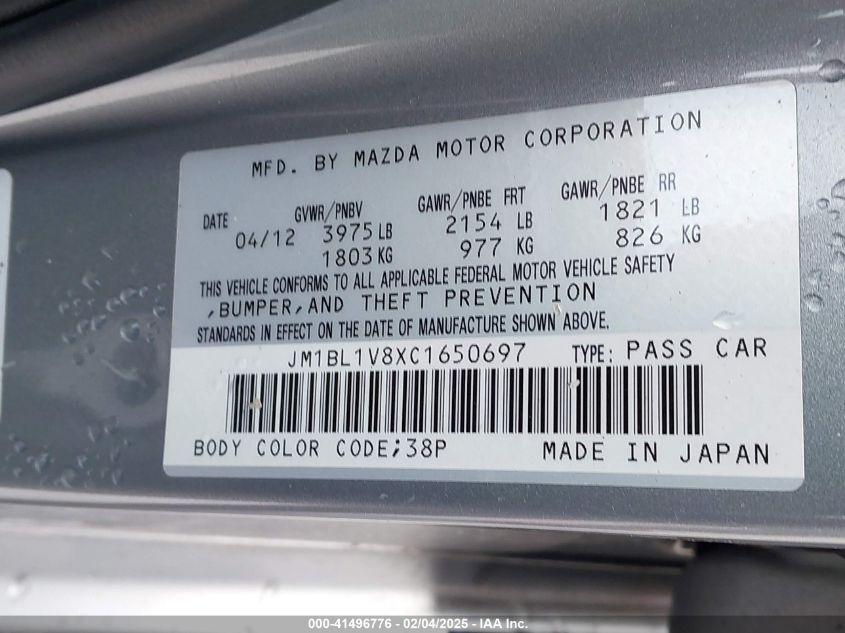 MFD. BY MAZDA MOTOR CORPORATION
DATE GVWR/PNBV GAWR/PNBE FRT GAWR/PNBE RR
04/12 3975 LB 2154 LB 1821 LB
1803 KG 977 KG 826 KG
THIS VEHICLE CONFORMS TO ALL APPLICABLE FEDERAL MOTOR VEHICLE SAFETY
,BUMPER,AND THEFT PREVENTION
STANDARDS IN EFFECT ON THE DATE OF MANUFACTURE SHOWN ABOVE.
JM1BL1V8XC1650697 TYPE: PASS CAR
BODY COLOR CODE;38P MADE IN JAPAN
000-41496776 - 02/04/2025 - IAA Inc.